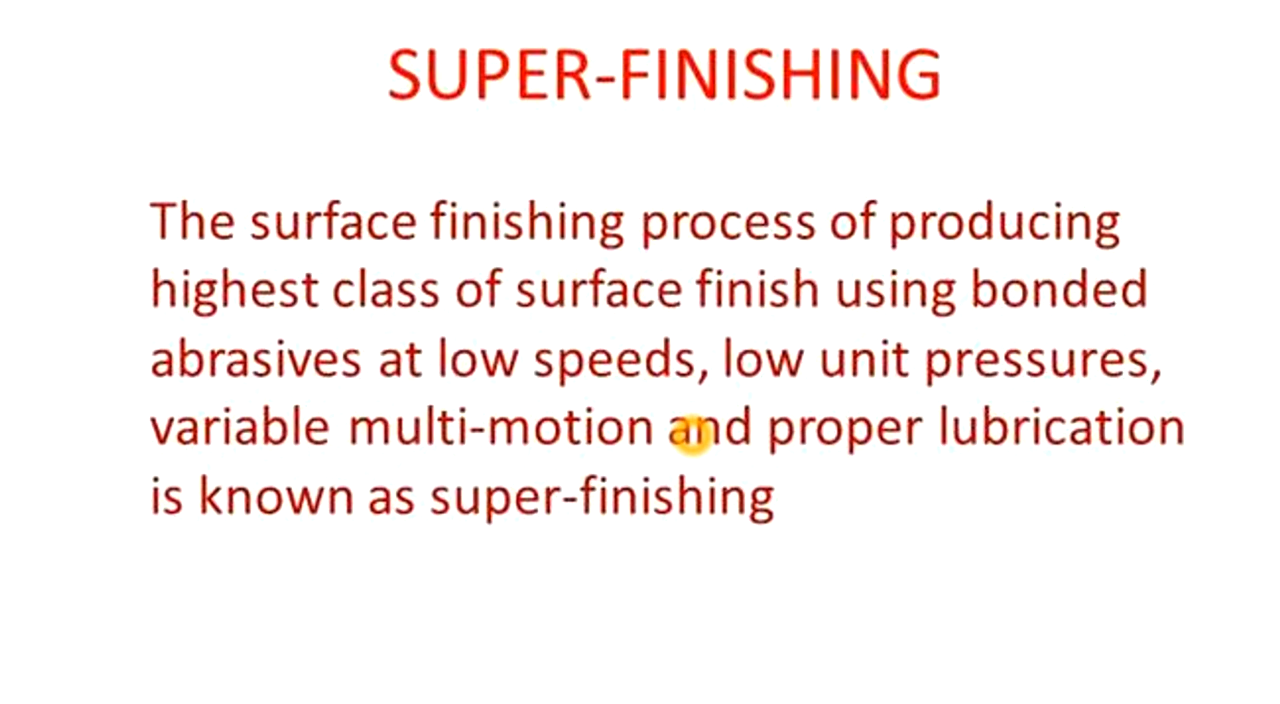 SUPER-FINISHING
The surface finishing process of producing
highest class of surface finish using bonded
abrasives at low speeds, low unit pressures,
variable multi-motion and proper lubrication
is known as super-finishing